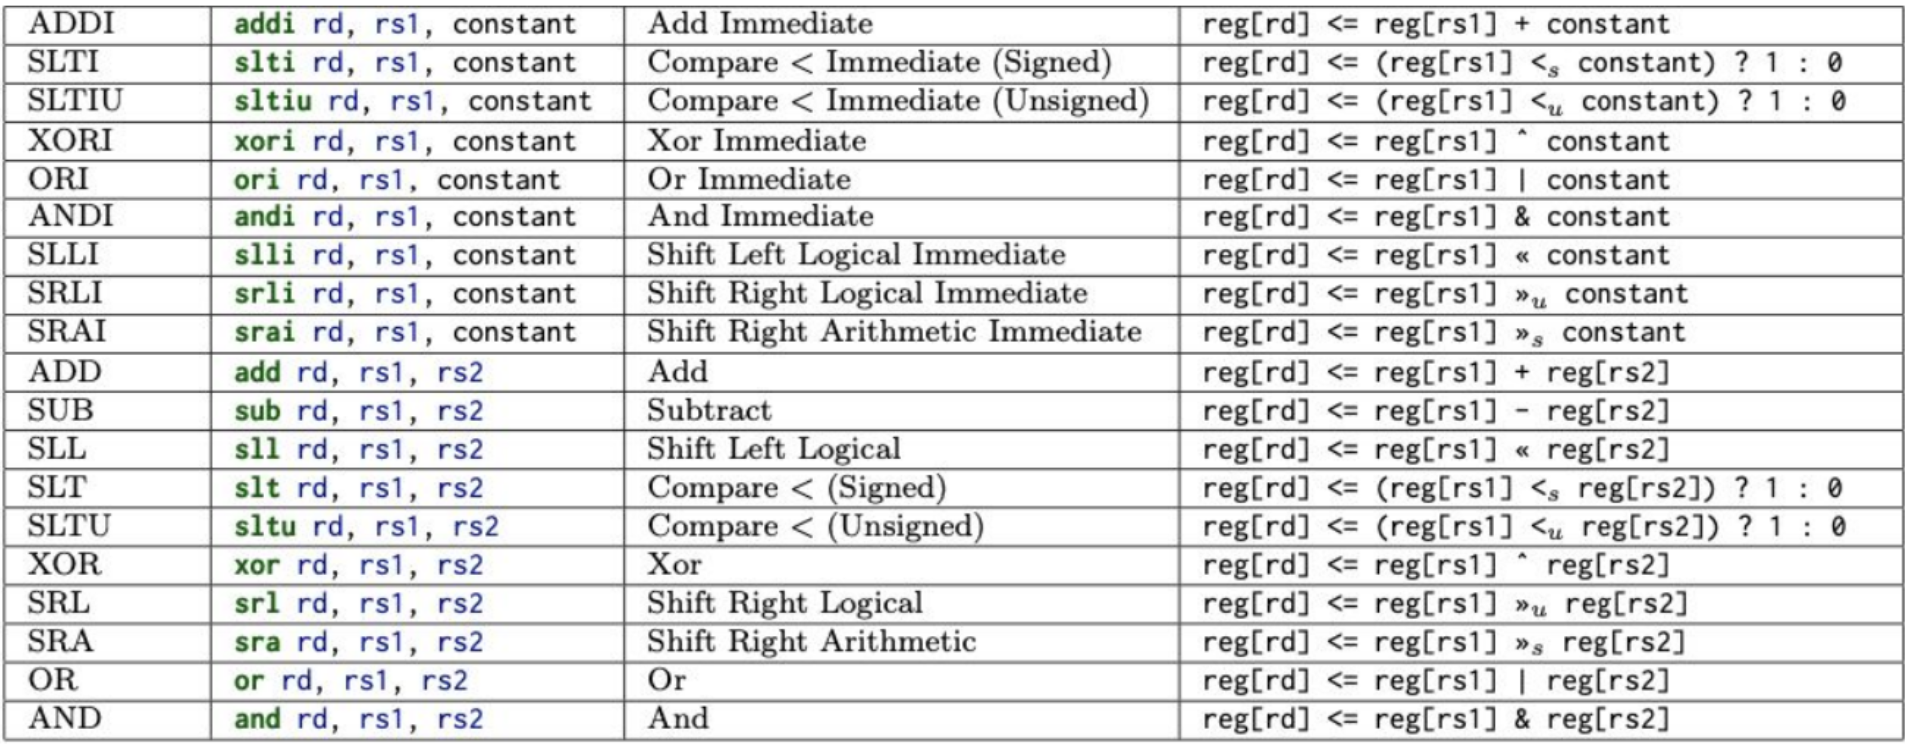 ADDI addi rd, rs1, constant Add Immediate reg[rd] <= reg[rs1] + constant
SLTI slti rd, rs1, constant Compare < Immediate (Signed) reg[rd] <= (reg[rs1] <ₛ constant) ? 1 : 0
SLTIU sltiu rd, rs1, constant Compare < Immediate (Unsigned) reg[rd] <= (reg[rs1] <ᵤ constant) ? 1 : 0
XORI xori rd, rs1, constant Xor Immediate reg[rd] <= reg[rs1] ^ constant
ORI ori rd, rs1, constant Or Immediate reg[rd] <= reg[rs1] | constant
ANDI andi rd, rs1, constant And Immediate reg[rd] <= reg[rs1] & constant
SLLI slli rd, rs1, constant Shift Left Logical Immediate reg[rd] <= reg[rs1] « constant
SRLI srli rd, rs1, constant Shift Right Logical Immediate reg[rd] <= reg[rs1] »ᵤ constant
SRAI srai rd, rs1, constant Shift Right Arithmetic Immediate reg[rd] <= reg[rs1] »ₛ constant
ADD add rd, rs1, rs2 Add reg[rd] <= reg[rs1] + reg[rs2]
SUB sub rd, rs1, rs2 Subtract reg[rd] <= reg[rs1] - reg[rs2]
SLL sll rd, rs1, rs2 Shift Left Logical reg[rd] <= reg[rs1] « reg[rs2]
SLT slt rd, rs1, rs2 Compare < (Signed) reg[rd] <= (reg[rs1] <ₛ reg[rs2]) ? 1 : 0
SLTU sltu rd, rs1, rs2 Compare < (Unsigned) reg[rd] <= (reg[rs1] <ᵤ reg[rs2]) ? 1 : 0
XOR xor rd, rs1, rs2 Xor reg[rd] <= reg[rs1] ^ reg[rs2]
SRL srl rd, rs1, rs2 Shift Right Logical reg[rd] <= reg[rs1] »ᵤ reg[rs2]
SRA sra rd, rs1, rs2 Shift Right Arithmetic reg[rd] <= reg[rs1] »ₛ reg[rs2]
OR or rd, rs1, rs2 Or reg[rd] <= reg[rs1] | reg[rs2]
AND and rd, rs1, rs2 And reg[rd] <= reg[rs1] & reg[rs2]